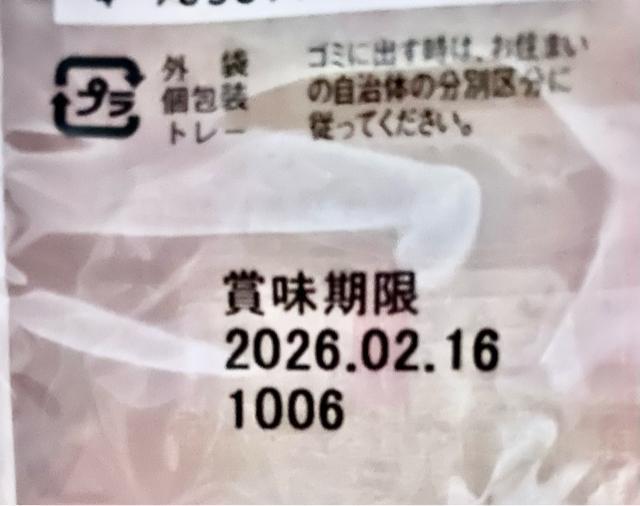 プラ
外 袋
個包装
トレー
ゴミに出す時は、お住まい
の自治体の分別区分に
従ってください。
賞味期限
2026.02.16
1006